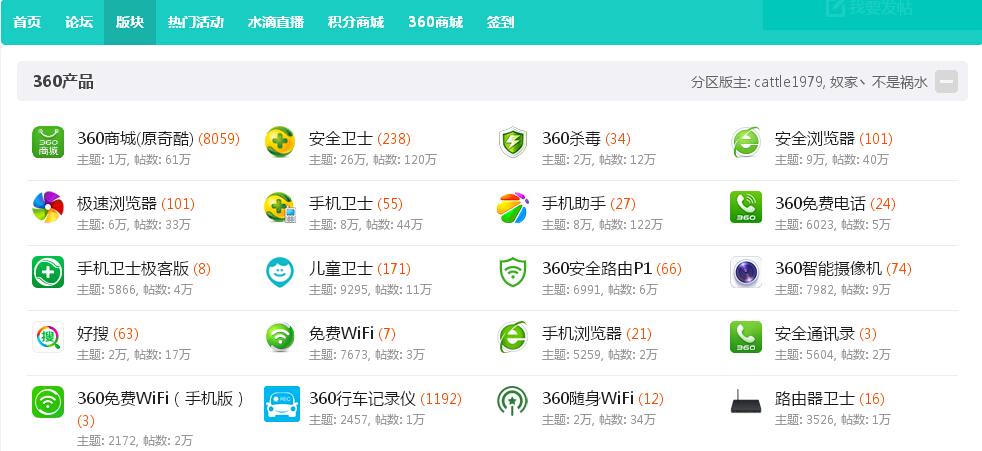 首页 论坛 版块 热门活动 水滴直播 积分商城 360商城 签到 我要发帖
360产品 分区版主: cattle1979, 奴家丶不是祸水
360商城(原奇酷) (8059) 安全卫士 (238) 360杀毒 (34) 安全浏览器 (101)
主题: 1万, 帖数: 61万 主题: 26万, 帖数: 120万 主题: 2万, 帖数: 12万 主题: 9万, 帖数: 40万
极速浏览器 (101) 手机卫士 (55) 手机助手 (27) 360免费电话 (24)
主题: 6万, 帖数: 33万 主题: 8万, 帖数: 44万 主题: 8万, 帖数: 122万 主题: 6023, 帖数: 5万
手机卫士极客版 (8) 儿童卫士 (171) 360安全路由P1 (66) 360智能摄像机 (74)
主题: 5866, 帖数: 4万 主题: 9295, 帖数: 11万 主题: 6991, 帖数: 6万 主题: 7982, 帖数: 9万
好搜 (63) 免费WiFi (7) 手机浏览器 (21) 安全通讯录 (3)
主题: 2万, 帖数: 17万 主题: 7673, 帖数: 3万 主题: 5259, 帖数: 2万 主题: 5604, 帖数: 2万
360免费WiFi（手机版） 360行车记录仪 (1192) 360随身WiFi (12) 路由器卫士 (16)
(3) 主题: 2457, 帖数: 1万 主题: 2万, 帖数: 34万 主题: 3526, 帖数: 1万
主题: 2172, 帖数: 2万